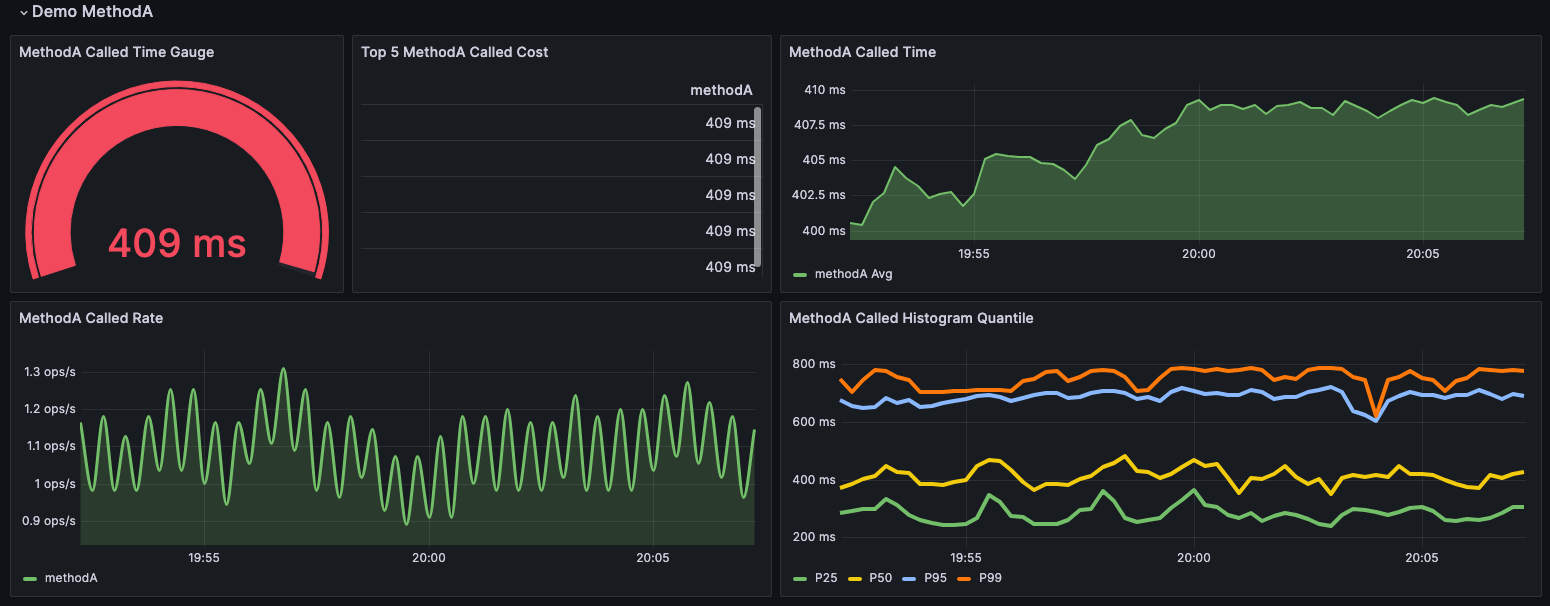 Demo MethodA
MethodA Called Time Gauge
409 ms
Top 5 MethodA Called Cost
methodA
409 ms
409 ms
409 ms
409 ms
409 ms
MethodA Called Time
410 ms
407.5 ms
405 ms
402.5 ms
400 ms
19:55 20:00 20:05
methodA Avg
MethodA Called Rate
1.3 ops/s
1.2 ops/s
1.1 ops/s
1 ops/s
0.9 ops/s
19:55 20:00 20:05
methodA
MethodA Called Histogram Quantile
800 ms
600 ms
400 ms
200 ms
19:55 20:00 20:05
P25 P50 P95 P99